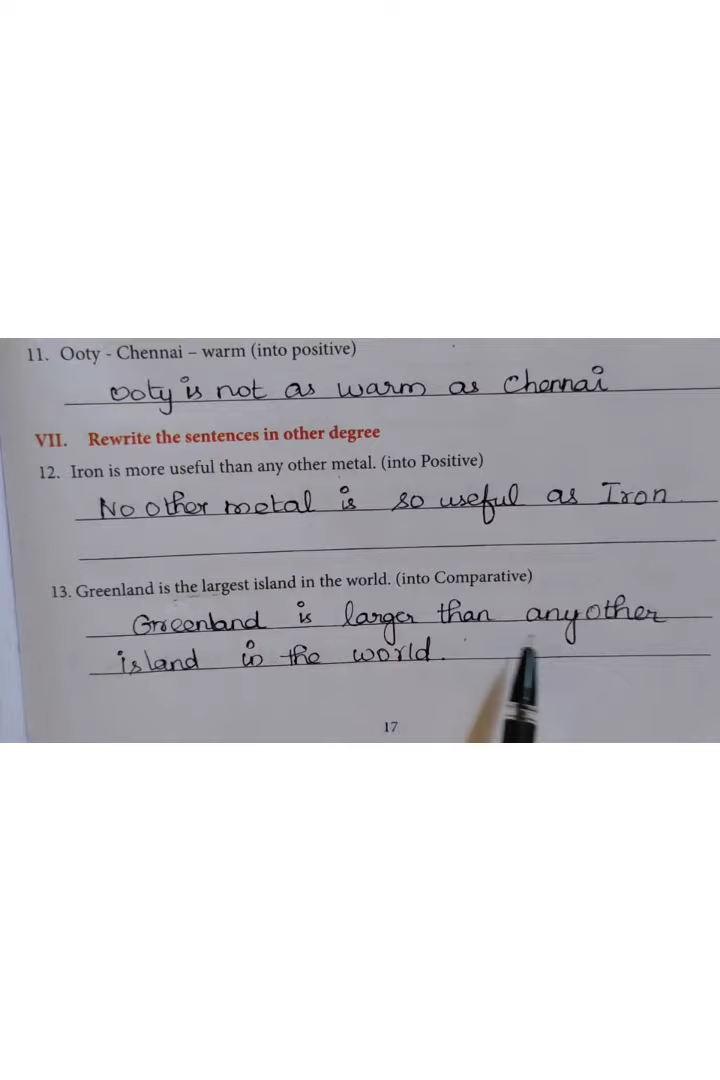 11. Ooty - Chennai – warm (into positive)
Ooty is not as warm as Chennai
VII. Rewrite the sentences in other degree
12. Iron is more useful than any other metal. (into Positive)
No other metal is so useful as Iron
13. Greenland is the largest island in the world. (into Comparative)
Greenland is larger than any other
island in the world.
17